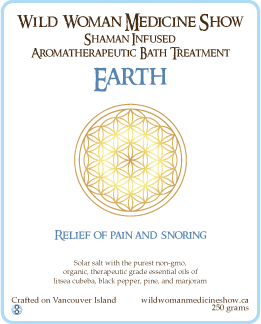 Wild Woman Medicine Show
Shaman Infused
Aromatherapeutic Bath Treatment
Earth
Relief of pain and snoring
Solar salt with the purest non-gmo,
organic, therapeutic grade essential oils of
litsea cubeba, black pepper, pine, and marjoram
Crafted on Vancouver Island
wildwomanmedicineshow.ca
250 grams